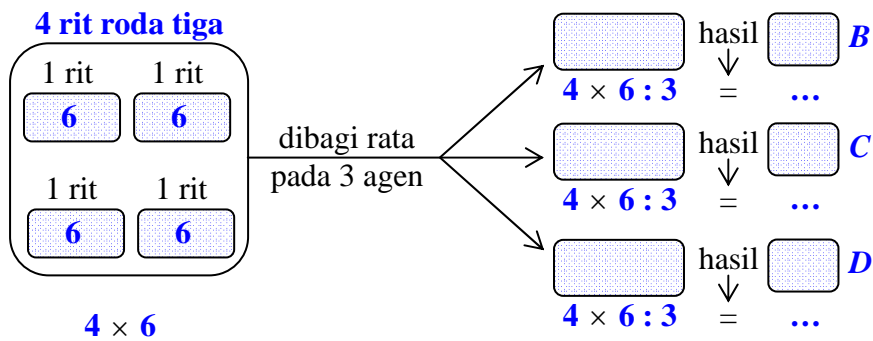 4 rit roda tiga
1 rit 1 rit
6 6
1 rit 1 rit
6 6
4 × 6
dibagi rata
pada 3 agen
hasil B
4 × 6 : 3 = ...
hasil C
4 × 6 : 3 = ...
hasil D
4 × 6 : 3 = ...